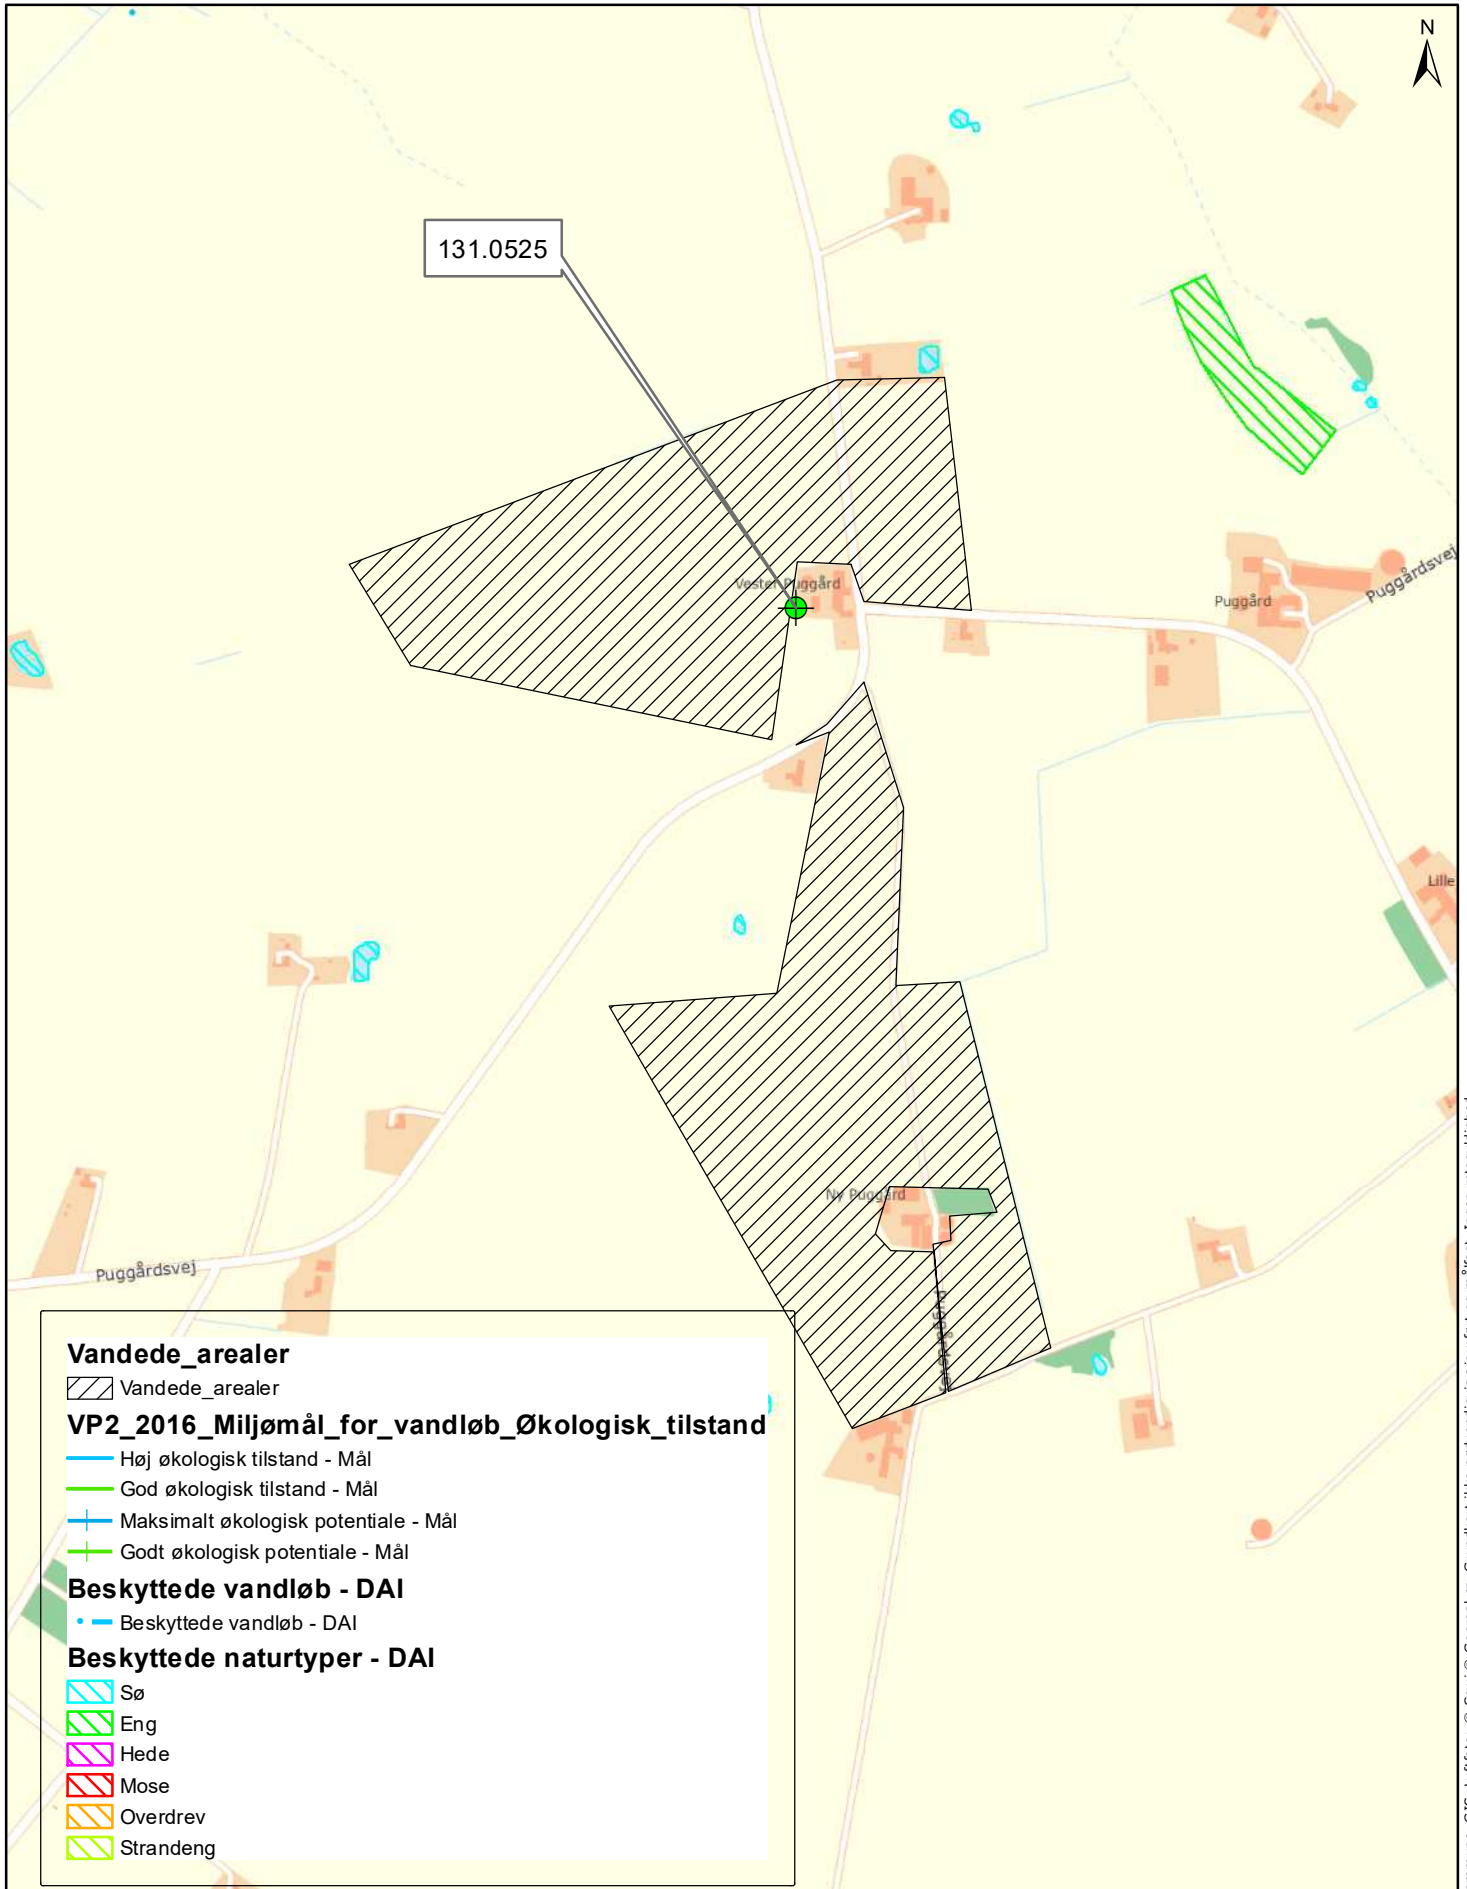 N
131.0525
Vester Puggård
Puggård
Puggårdsvej
Lille
Ny Puggård
Puggårdsvej
Vandede_arealer
Vandede_arealer
VP2_2016_Miljømål_for_vandløb_Økologisk_tilstand
Høj økologisk tilstand - Mål
God økologisk tilstand - Mål
Maksimalt økologisk potentiale - Mål
Godt økologisk potentiale - Mål
Beskyttede vandløb - DAI
Beskyttede vandløb - DAI
Beskyttede naturtyper - DAI
Sø
Eng
Hede
Mose
Overdrev
Strandeng